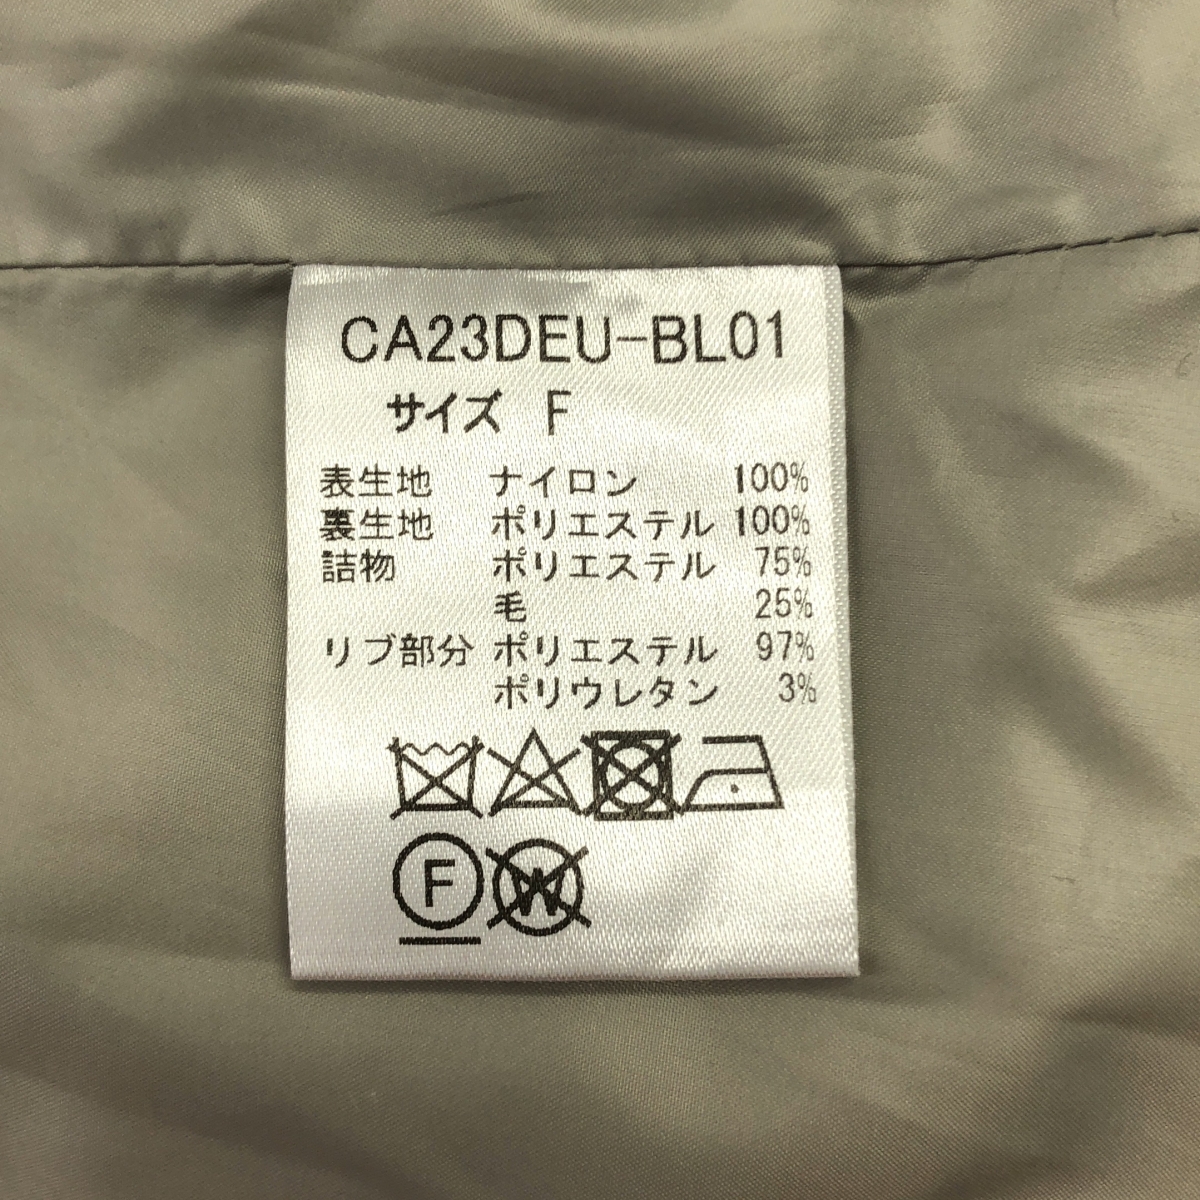 CA23DEU-BL01
サイズ F
表生地 ナイロン 100%
裏生地 ポリエステル 100%
詰物 ポリエステル 75%
毛 25%
リブ部分 ポリエステル 97%
ポリウレタン 3%
F W